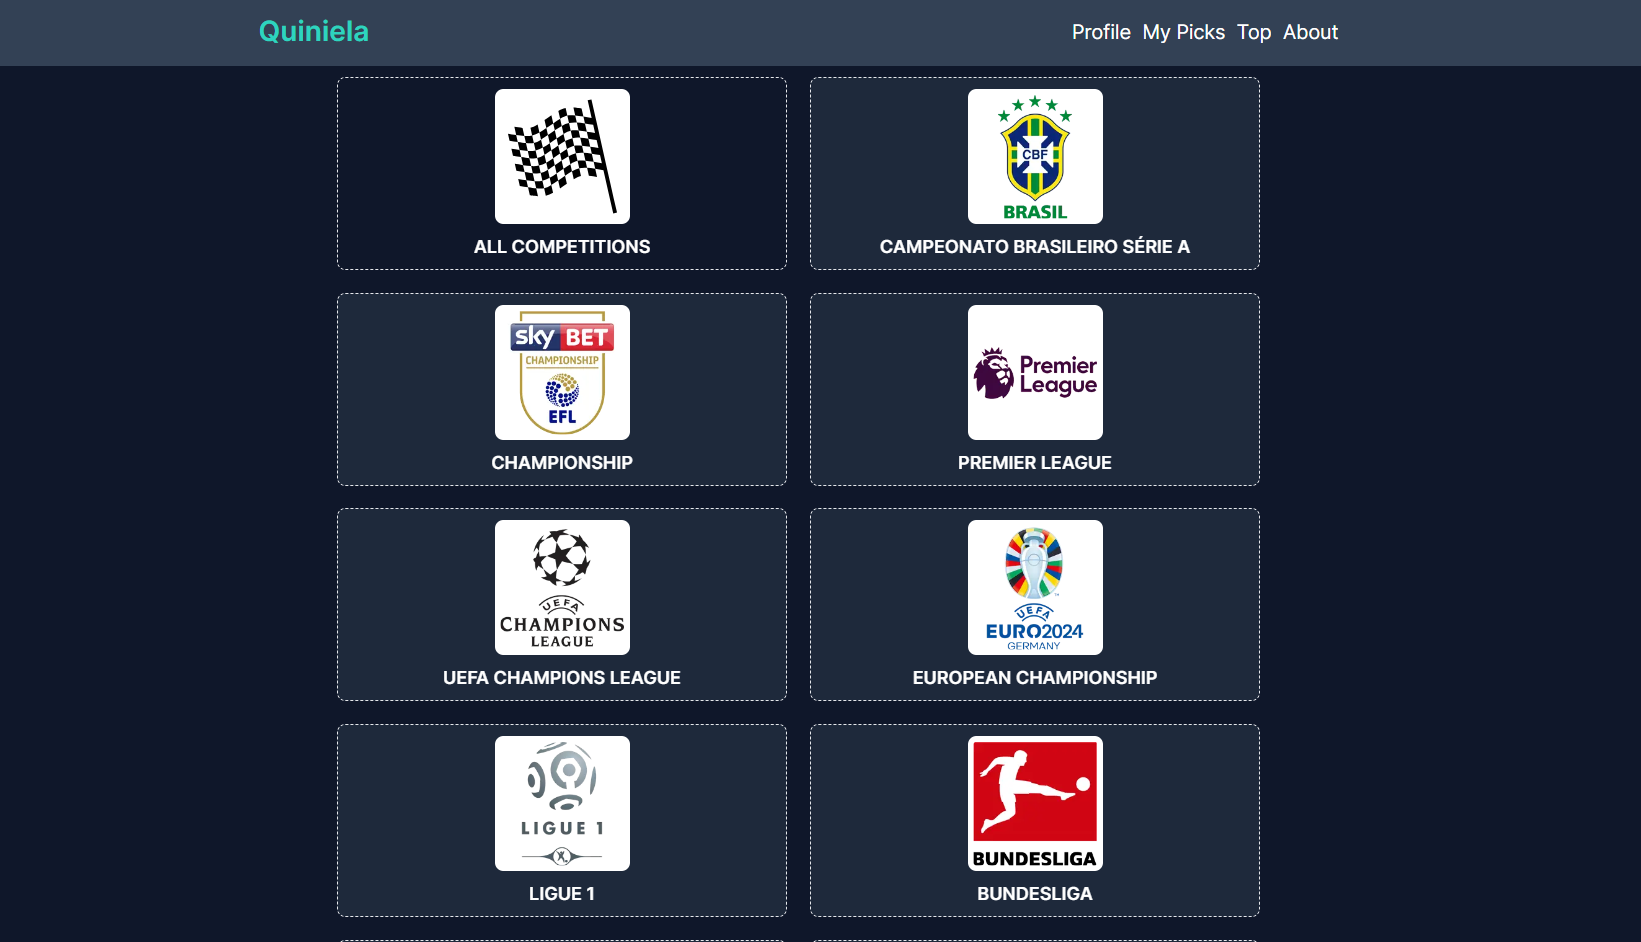 Quiniela
Profile My Picks Top About
ALL COMPETITIONS
CBF
BRASIL
CAMPEONATO BRASILEIRO SÉRIE A
sky BET
CHAMPIONSHIP
EFL
CHAMPIONSHIP
Premier
League
PREMIER LEAGUE
UEFA
CHAMPIONS
LEAGUE
UEFA CHAMPIONS LEAGUE
UEFA
EURO2024
GERMANY
EUROPEAN CHAMPIONSHIP
LIGUE 1
LIGUE 1
BUNDESLIGA
BUNDESLIGA